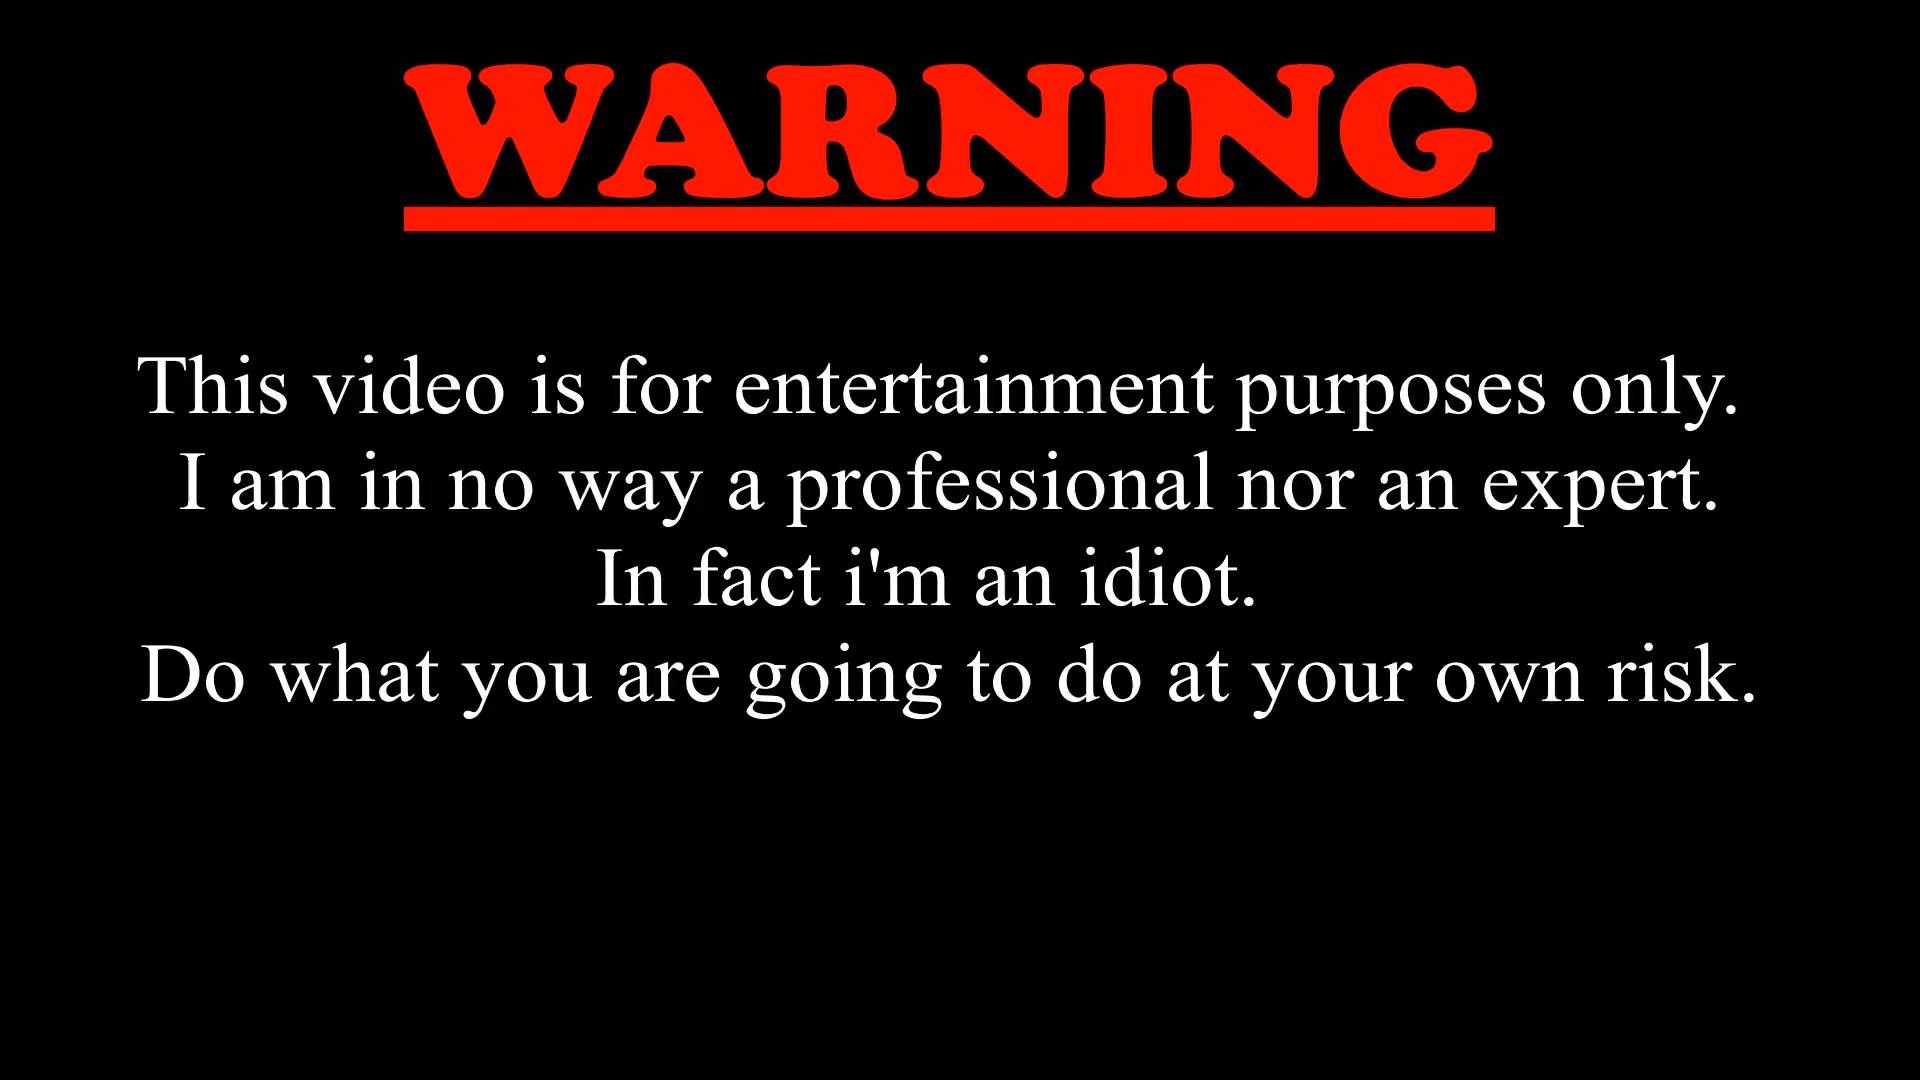 WARNING
This video is for entertainment purposes only.
I am in no way a professional nor an expert.
In fact i'm an idiot.
Do what you are going to do at your own risk.